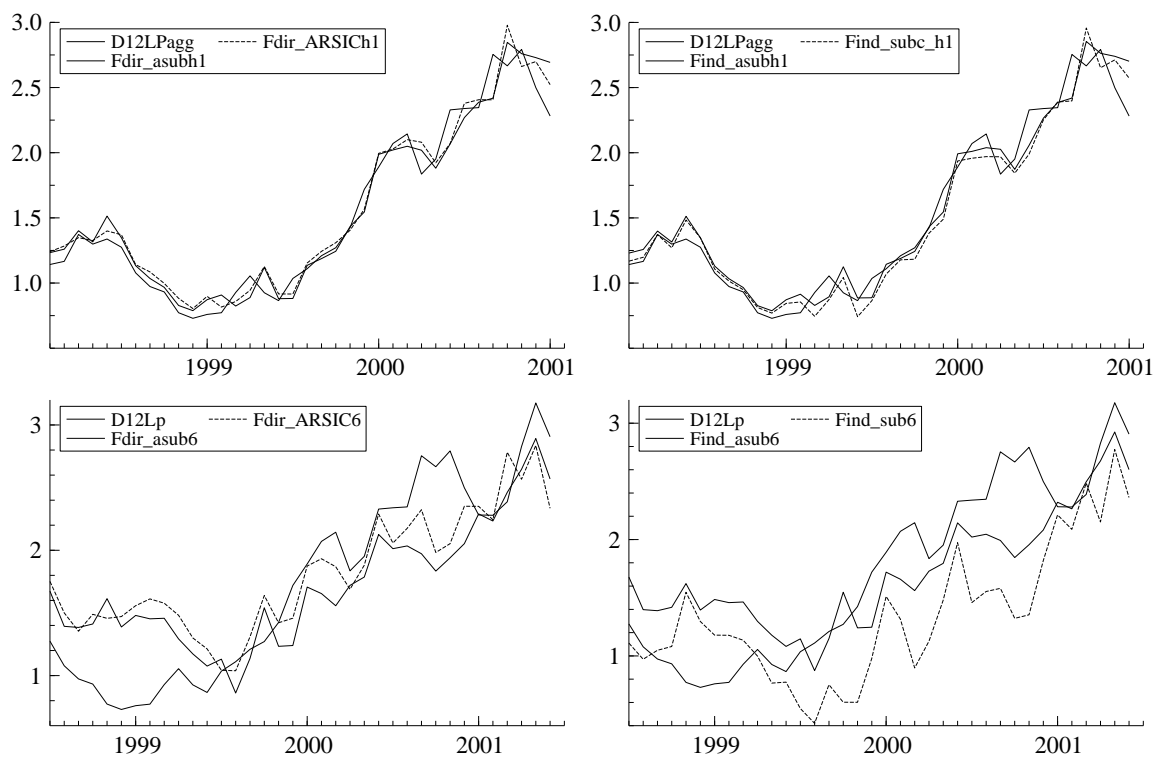 3.0
D12LPagg Fdir_ARSICh1
Fdir_asubh1
2.5
2.0
1.5
1.0
1999 2000 2001
3.0
D12LPagg Find_subc_h1
Find_asubh1
2.5
2.0
1.5
1.0
1999 2000 2001
3
D12Lp Fdir_ARSIC6
Fdir_asub6
2
1
1999 2000 2001
3
D12Lp Find_sub6
Find_asub6
2
1
1999 2000 2001